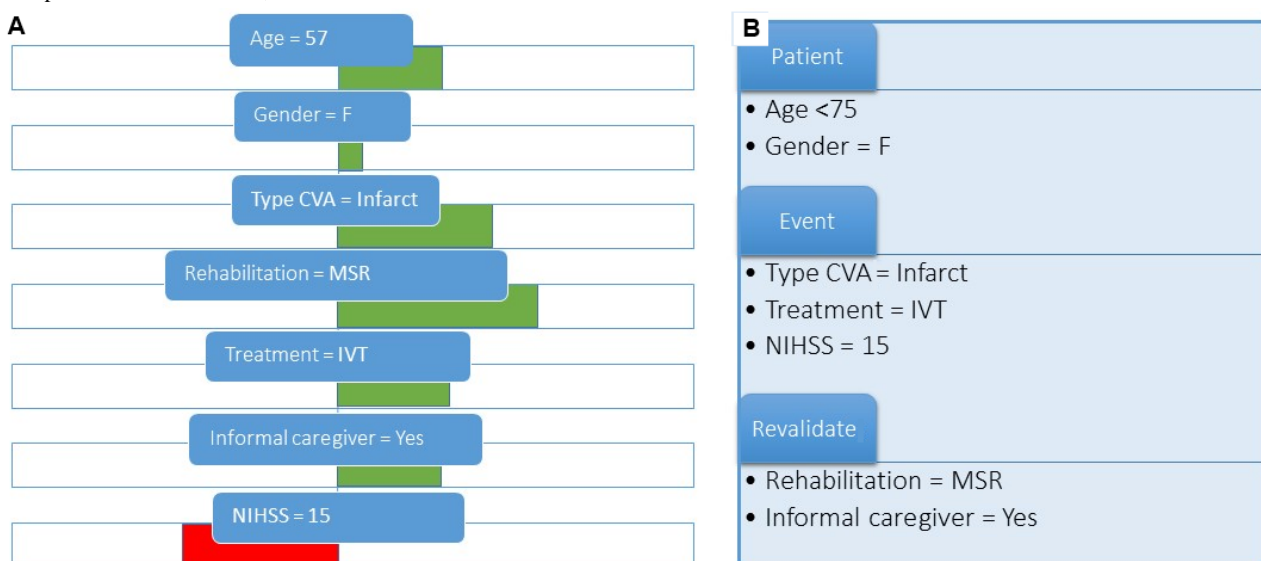 A
Age = 57
Gender = F
Type CVA = Infarct
Rehabilitation = MSR
Treatment = IVT
Informal caregiver = Yes
NIHSS = 15
B
Patient
• Age <75
• Gender = F
Event
• Type CVA = Infarct
• Treatment = IVT
• NIHSS = 15
Revalidate
• Rehabilitation = MSR
• Informal caregiver = Yes